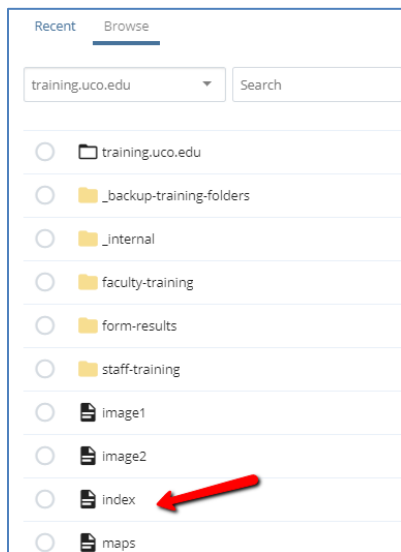 Recent Browse
training.uco.edu Search
training.uco.edu
_backup-training-folders
_internal
faculty-training
form-results
staff-training
image1
image2
index
maps